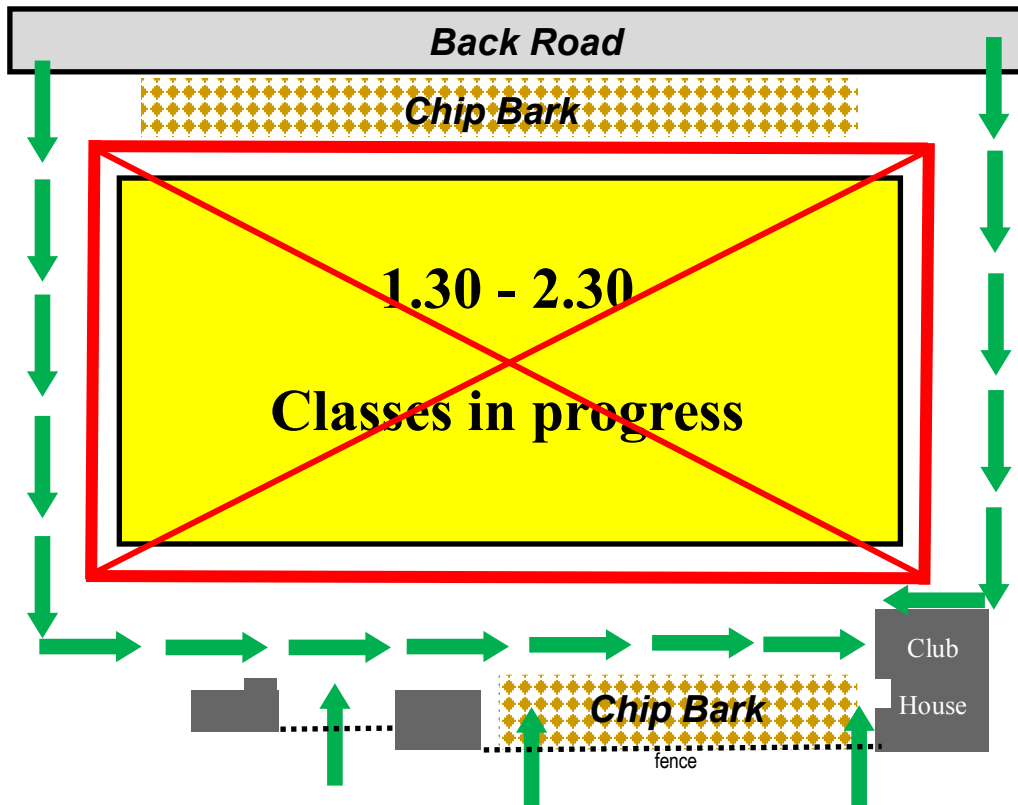 Back Road
Chip Bark
1.30 - 2.30
Classes in progress
Club
House
Chip Bark
fence